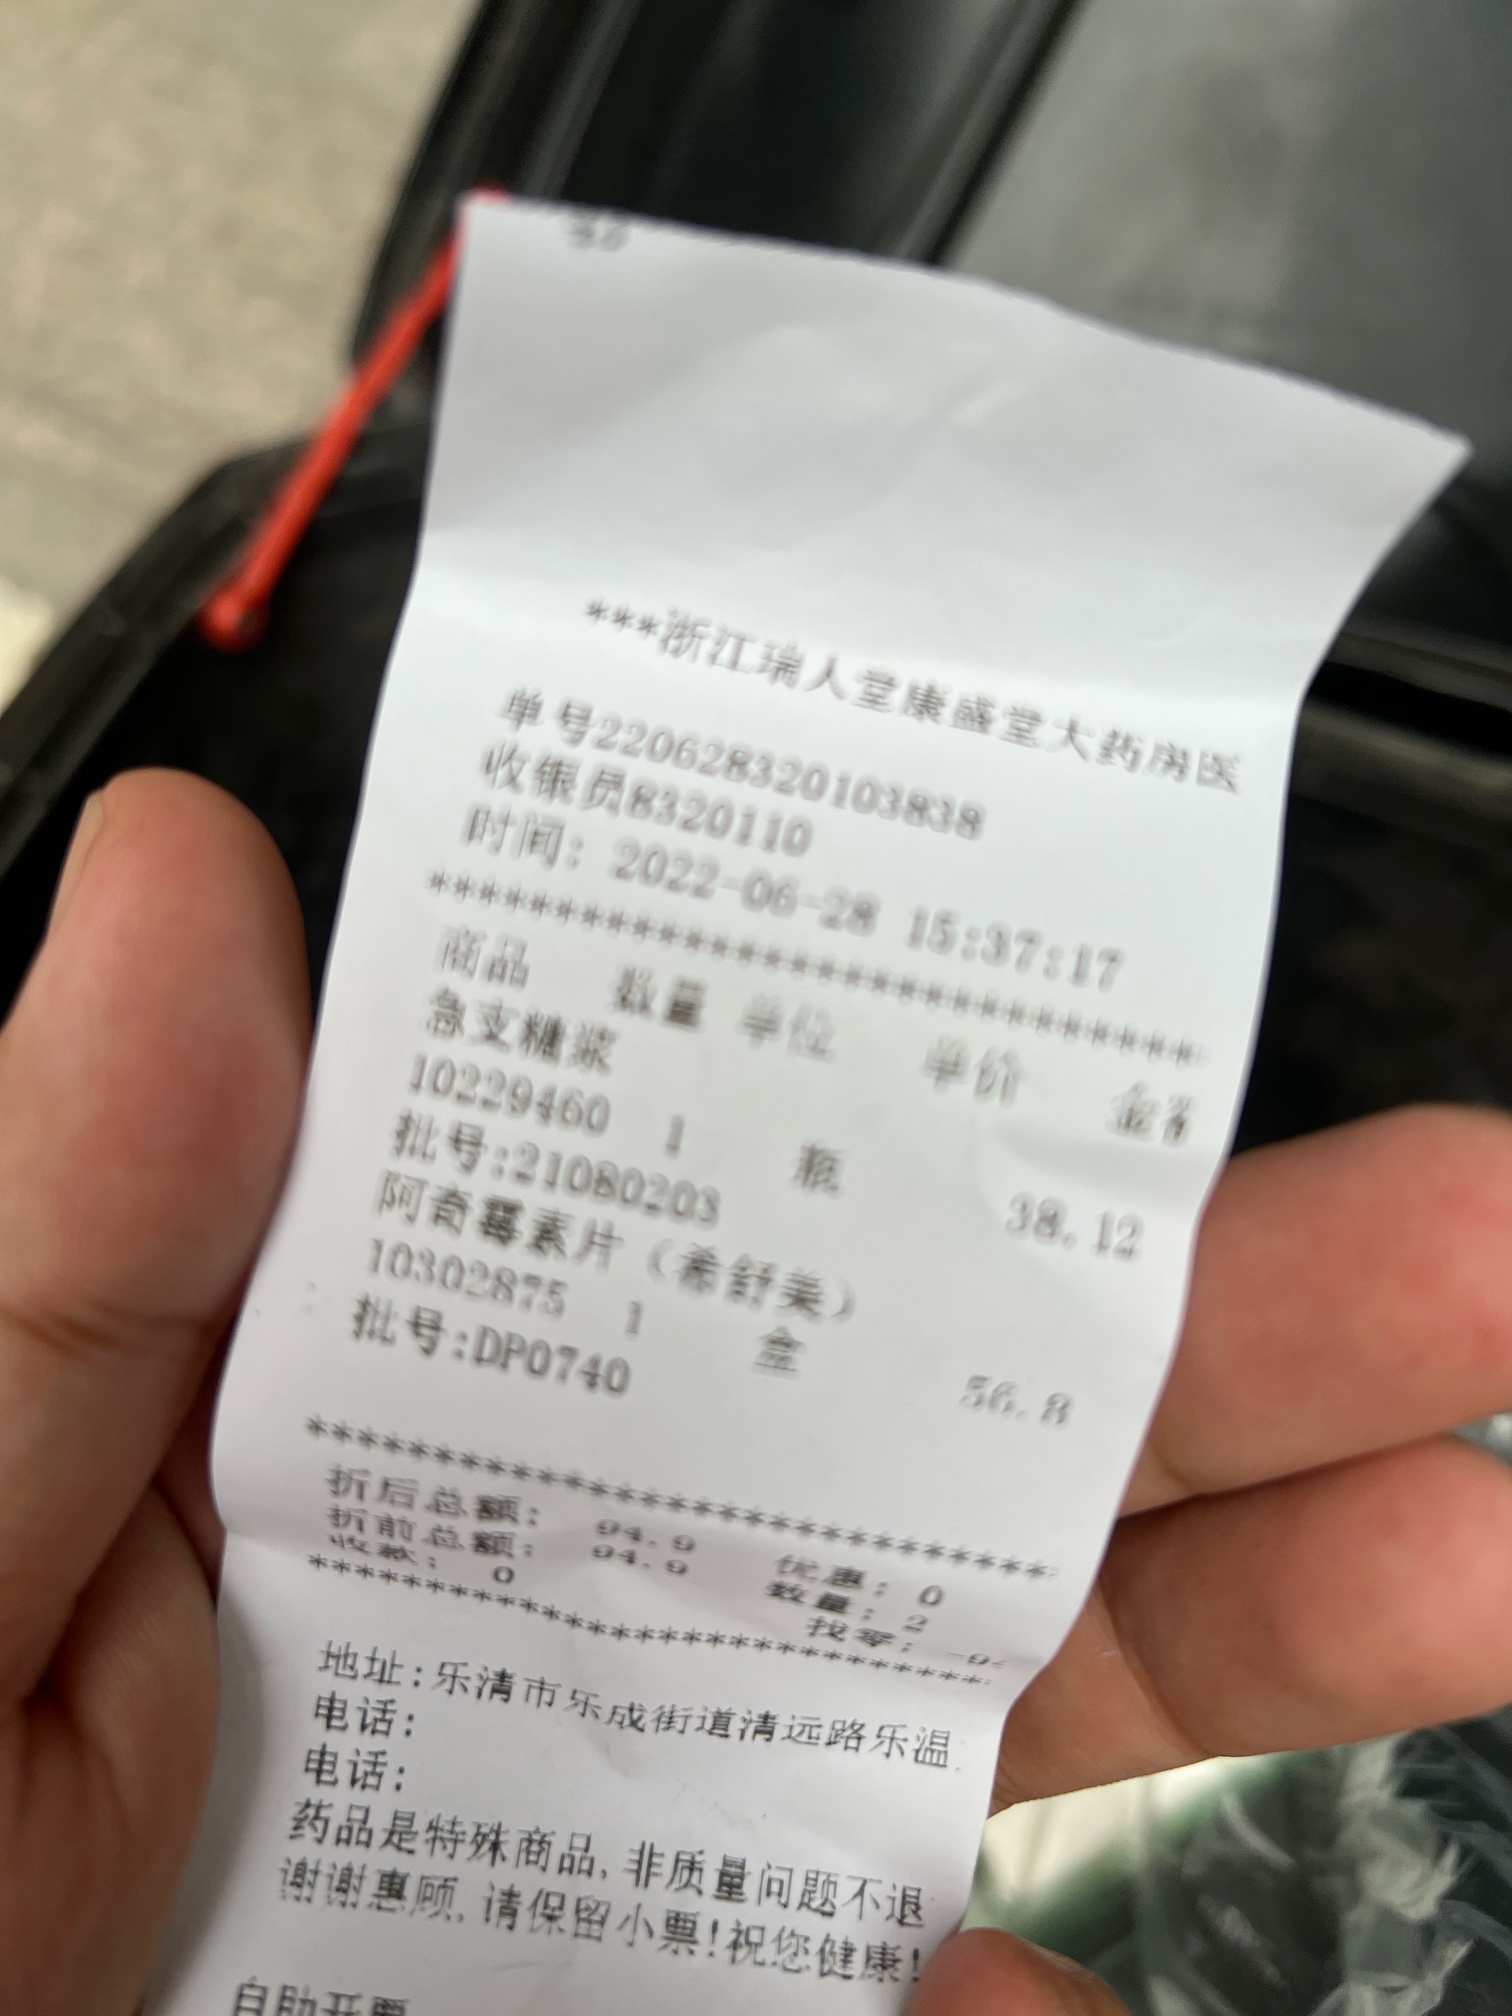 ***浙江瑞人堂康盛堂大药房医
单号220628320103838
收银员8320110
时间: 2022-06-28 15:37:17
******************************
商品 数量 单位 单价
急支糖浆
10229460 1 瓶 38.12
批号:21080203
阿奇霉素片（希舒美）
10302875 1 盒 56.8
批号:DP0740
******************************
折后总额: 94.9 优惠: 0
折前总额: 94.9 数量: 2
收款: 0 找零:
******************************
地址:乐清市乐成街道清远路乐温
电话:
电话:
药品是特殊商品,非质量问题不退
谢谢惠顾,请保留小票!祝您健康!
自助开票